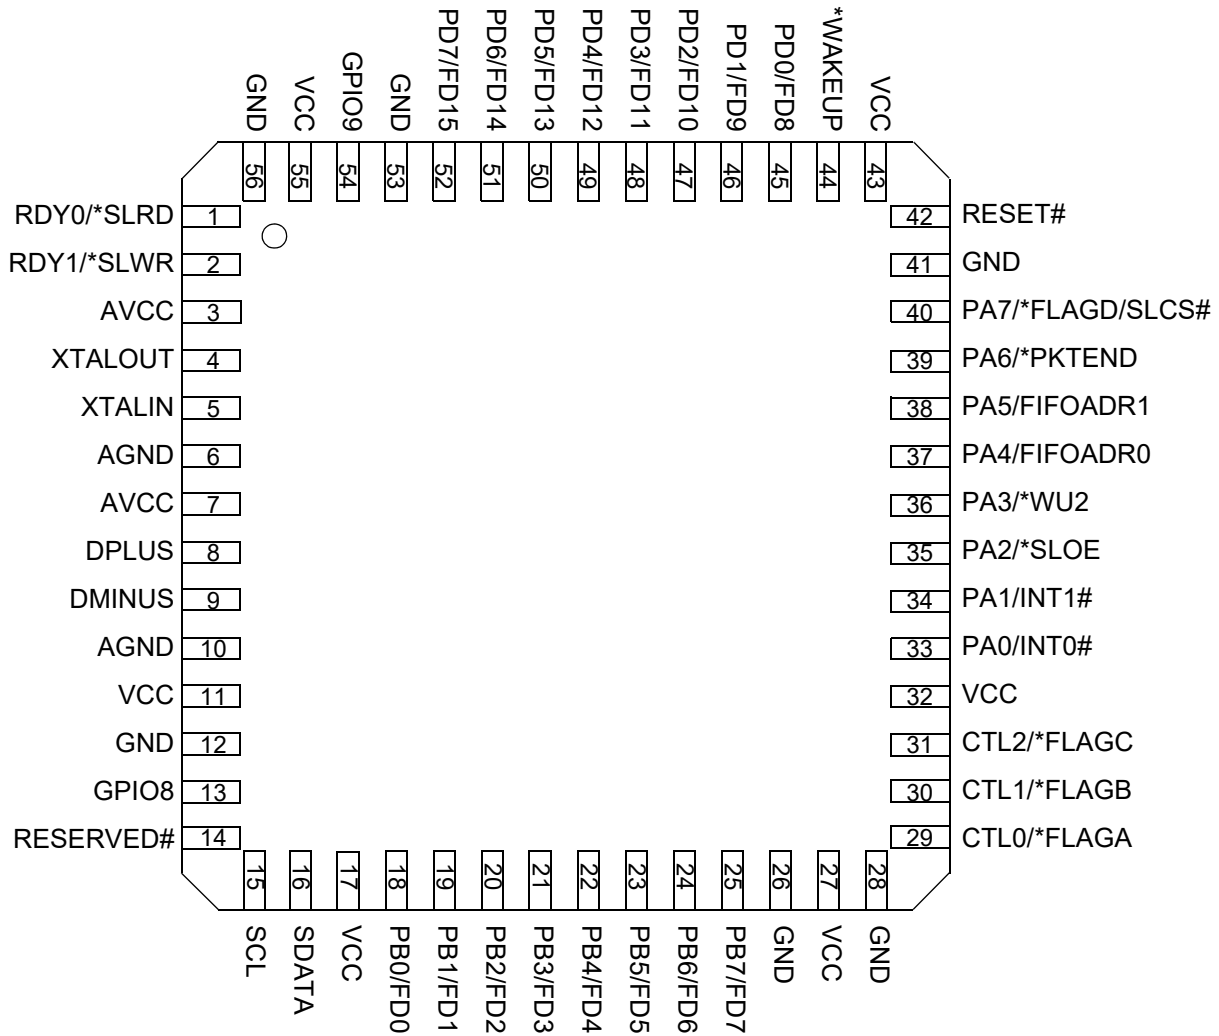 GND
VCC
GPIO9
GND
PD7/FD15
PD6/FD14
PD5/FD13
PD4/FD12
PD3/FD11
PD2/FD10
PD1/FD9
PD0/FD8
*WAKEUP
VCC
56
55
54
53
52
51
50
49
48
47
46
45
44
43
RDY0/*SLRD 1
RDY1/*SLWR 2
AVCC 3
XTALOUT 4
XTALIN 5
AGND 6
AVCC 7
DPLUS 8
DMINUS 9
AGND 10
VCC 11
GND 12
GPIO8 13
RESERVED# 14
42 RESET#
41 GND
40 PA7/*FLAGD/SLCS#
39 PA6/*PKTEND
38 PA5/FIFOADR1
37 PA4/FIFOADR0
36 PA3/*WU2
35 PA2/*SLOE
34 PA1/INT1#
33 PA0/INT0#
32 VCC
31 CTL2/*FLAGC
30 CTL1/*FLAGB
29 CTL0/*FLAGA
15
16
17
18
19
20
21
22
23
24
25
26
27
28
SCL
SDATA
VCC
PB0/FD0
PB1/FD1
PB2/FD2
PB3/FD3
PB4/FD4
PB5/FD5
PB6/FD6
PB7/FD7
GND
VCC
GND